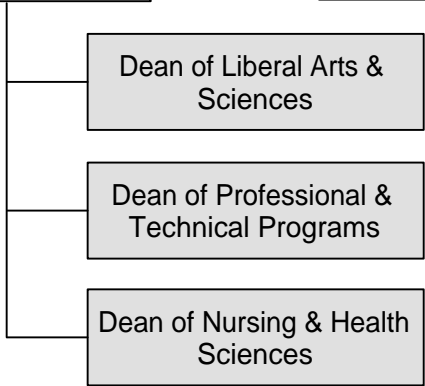 Dean of Liberal Arts &
Sciences
Dean of Professional &
Technical Programs
Dean of Nursing & Health
Sciences